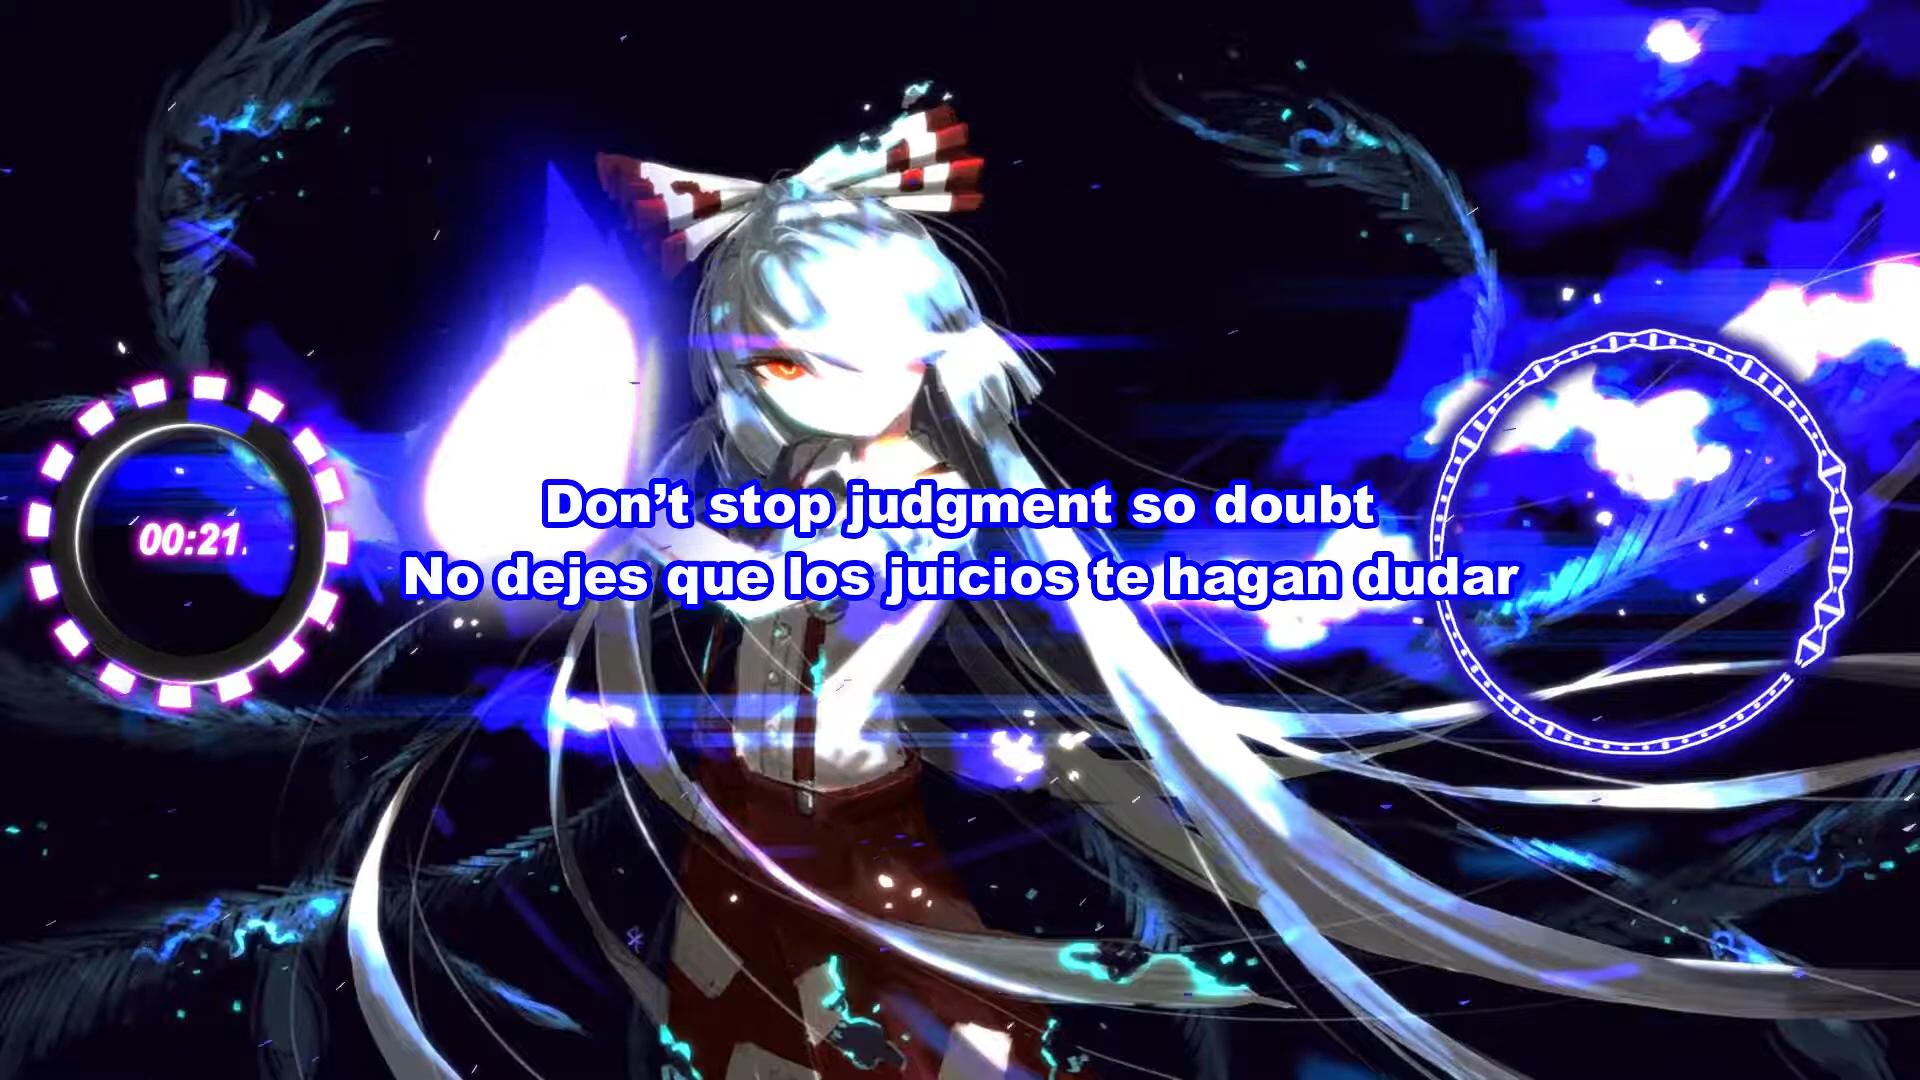 00:21
Don’t stop judgment so doubt
No dejes que los juicios te hagan dudar